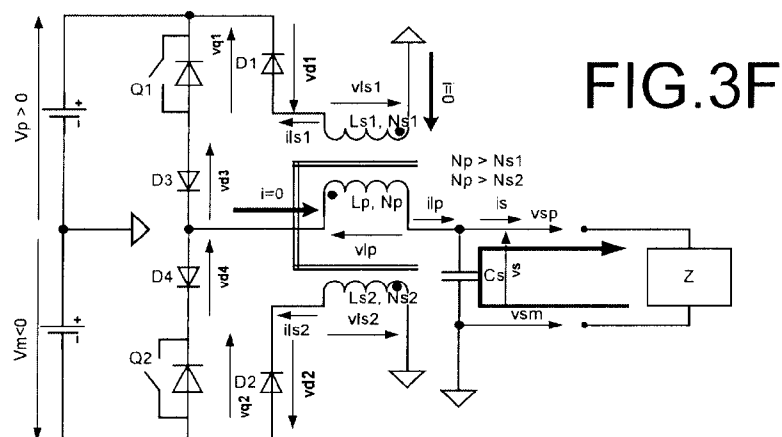 FIG.3F
Vp > 0
Vm<0
+
-
+
-
Q1
vq1
D1
vd1
vls1
ils1
Ls1, Ns1
i=0
Np > Ns1
Np > Ns2
D3
vd3
i=0
Lp, Np
ilp
is
vsp
vlp
D4
vd4
Cs
vs
Z
Ls2, Ns2
ils2
vls2
vsm
Q2
vq2
D2
vd2